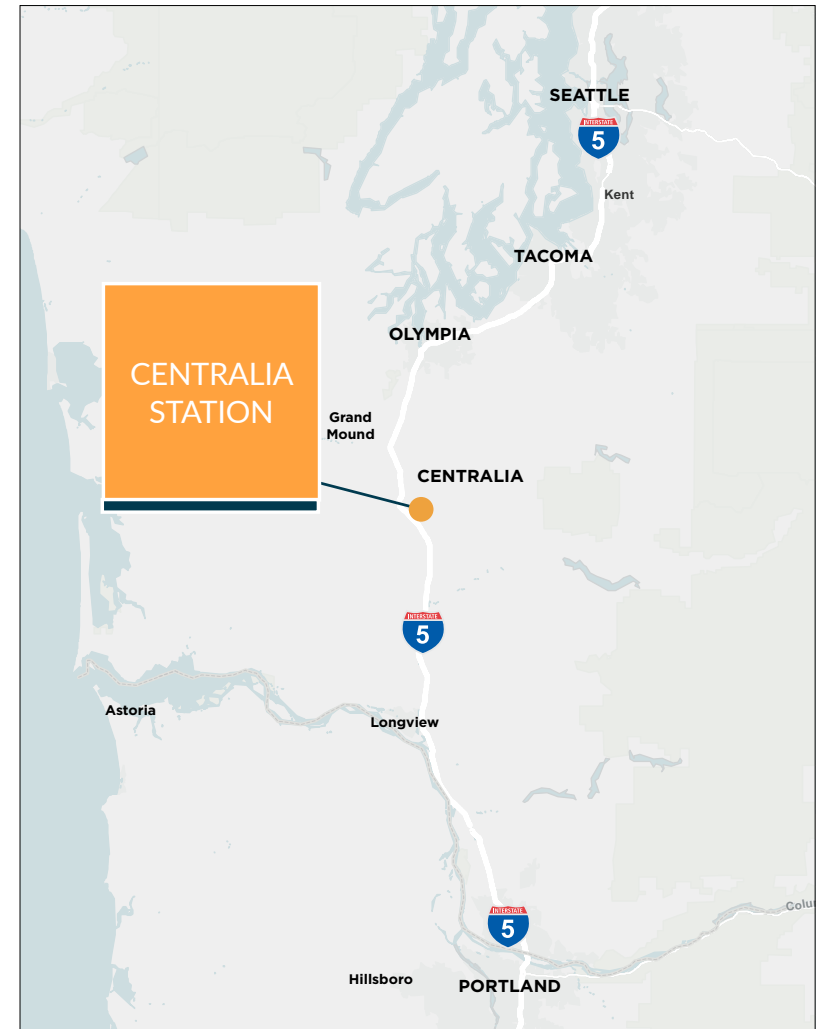 SEATTLE
INTERSTATE
5
Kent
TACOMA
OLYMPIA
CENTRALIA
STATION
Grand
Mound
CENTRALIA
INTERSTATE
5
Astoria
Longview
INTERSTATE
5
Hillsboro
PORTLAND